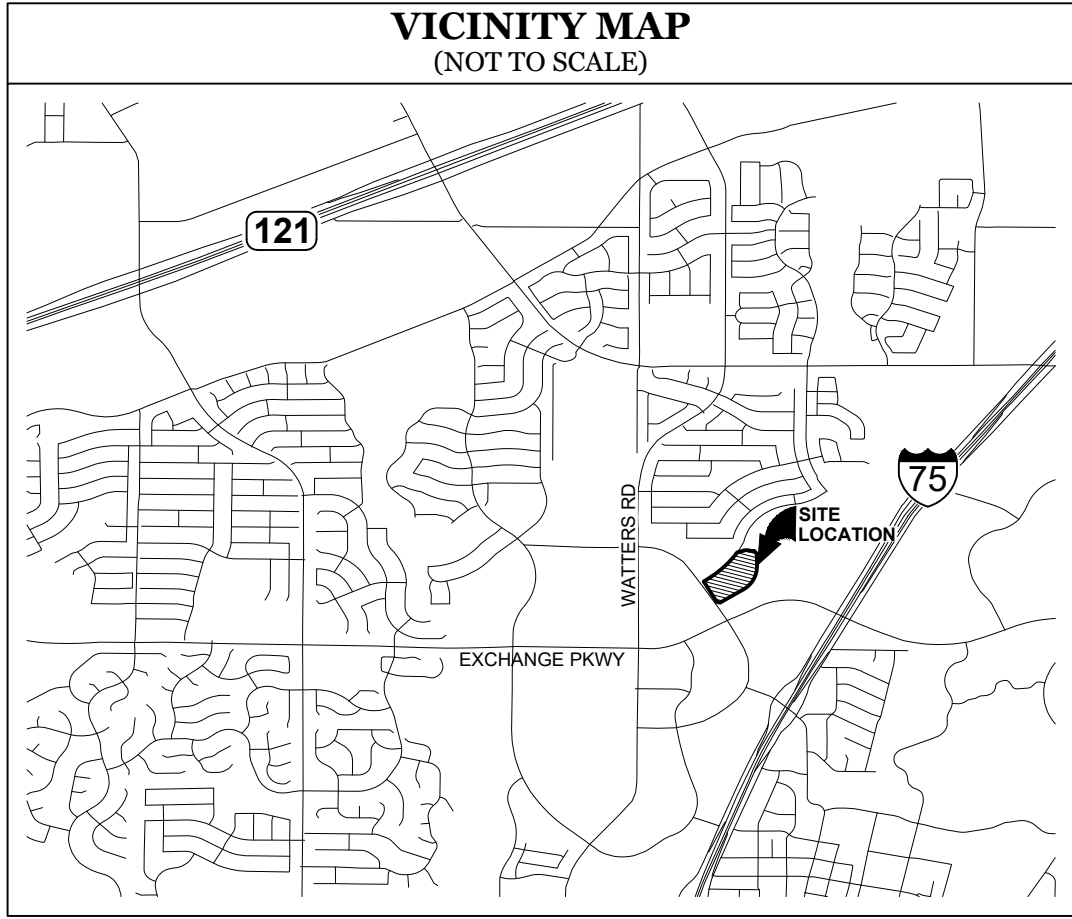 VICINITY MAP
(NOT TO SCALE)
121
75
SITE
LOCATION
WATTERS RD
EXCHANGE PKWY